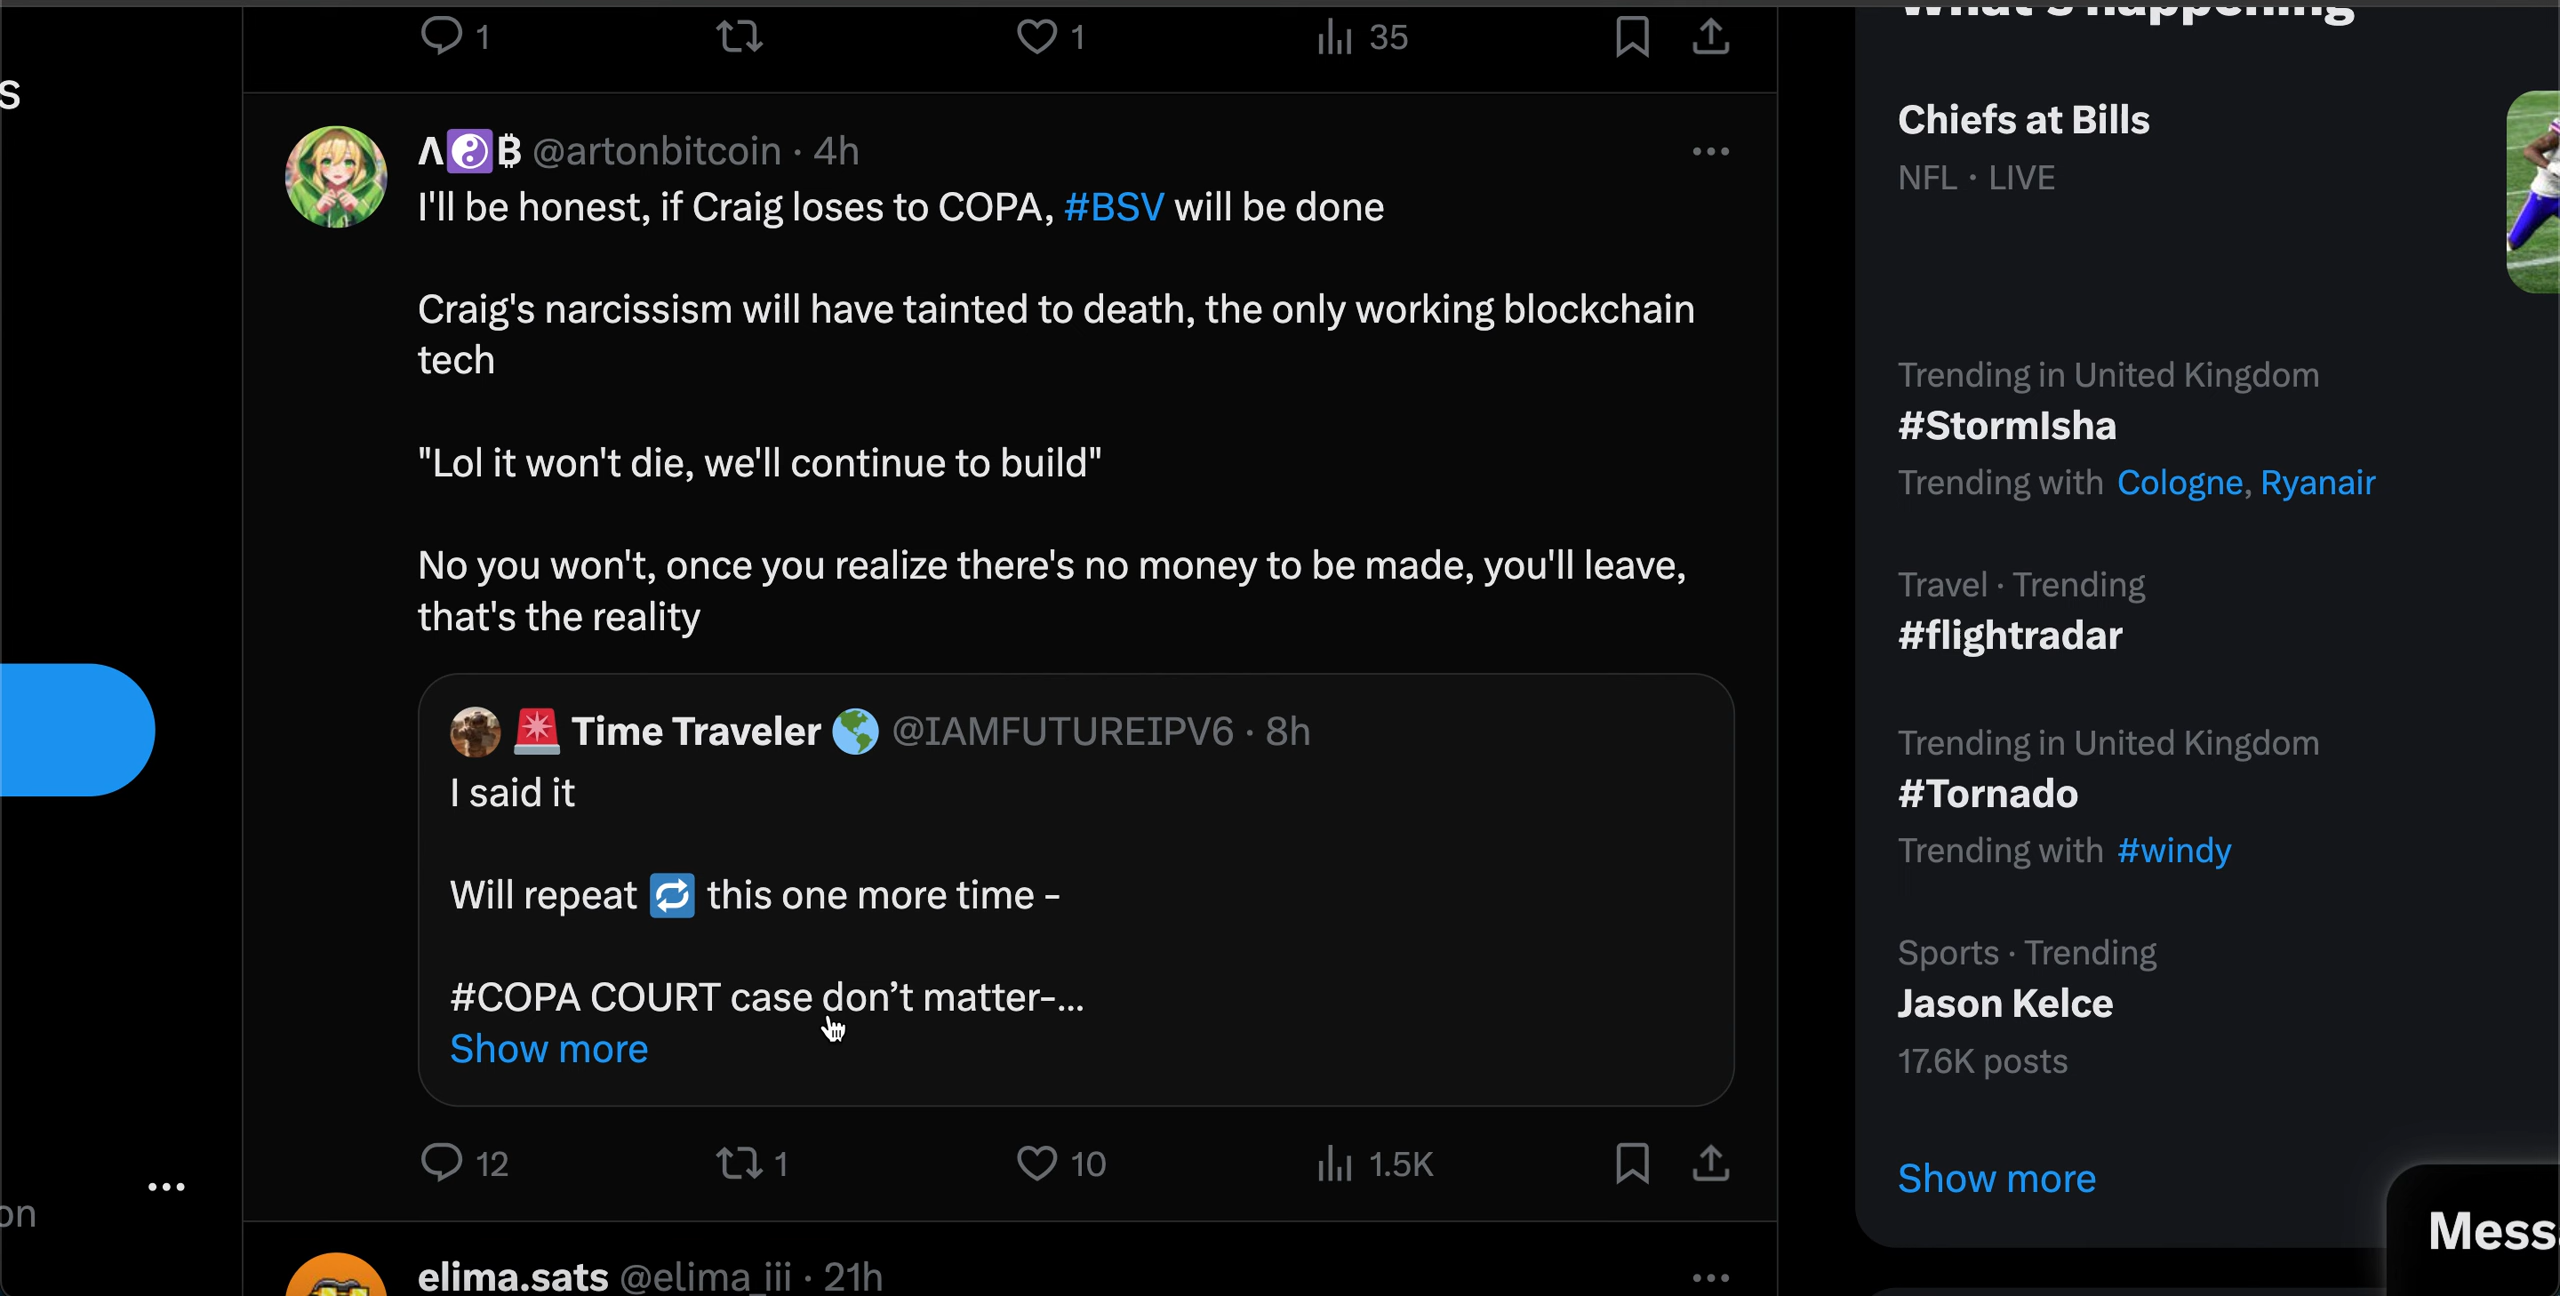 1 1 35
s
Λ☯️₿ @artonbitcoin · 4h
I'll be honest, if Craig loses to COPA, #BSV will be done
Craig's narcissism will have tainted to death, the only working blockchain
tech
"Lol it won't die, we'll continue to build"
No you won't, once you realize there's no money to be made, you'll leave,
that's the reality
🚨 Time Traveler 🌎 @IAMFUTUREIPV6 · 8h
I said it
Will repeat 🔁 this one more time -
#COPA COURT case don’t matter-...
Show more
12 1 10 1.5K
on
elima.sats @elima_iii · 21h
What's happening
Chiefs at Bills
NFL · LIVE
Trending in United Kingdom
#StormIsha
Trending with Cologne, Ryanair
Travel · Trending
#flightradar
Trending in United Kingdom
#Tornado
Trending with #windy
Sports · Trending
Jason Kelce
17.6K posts
Show more
Mess